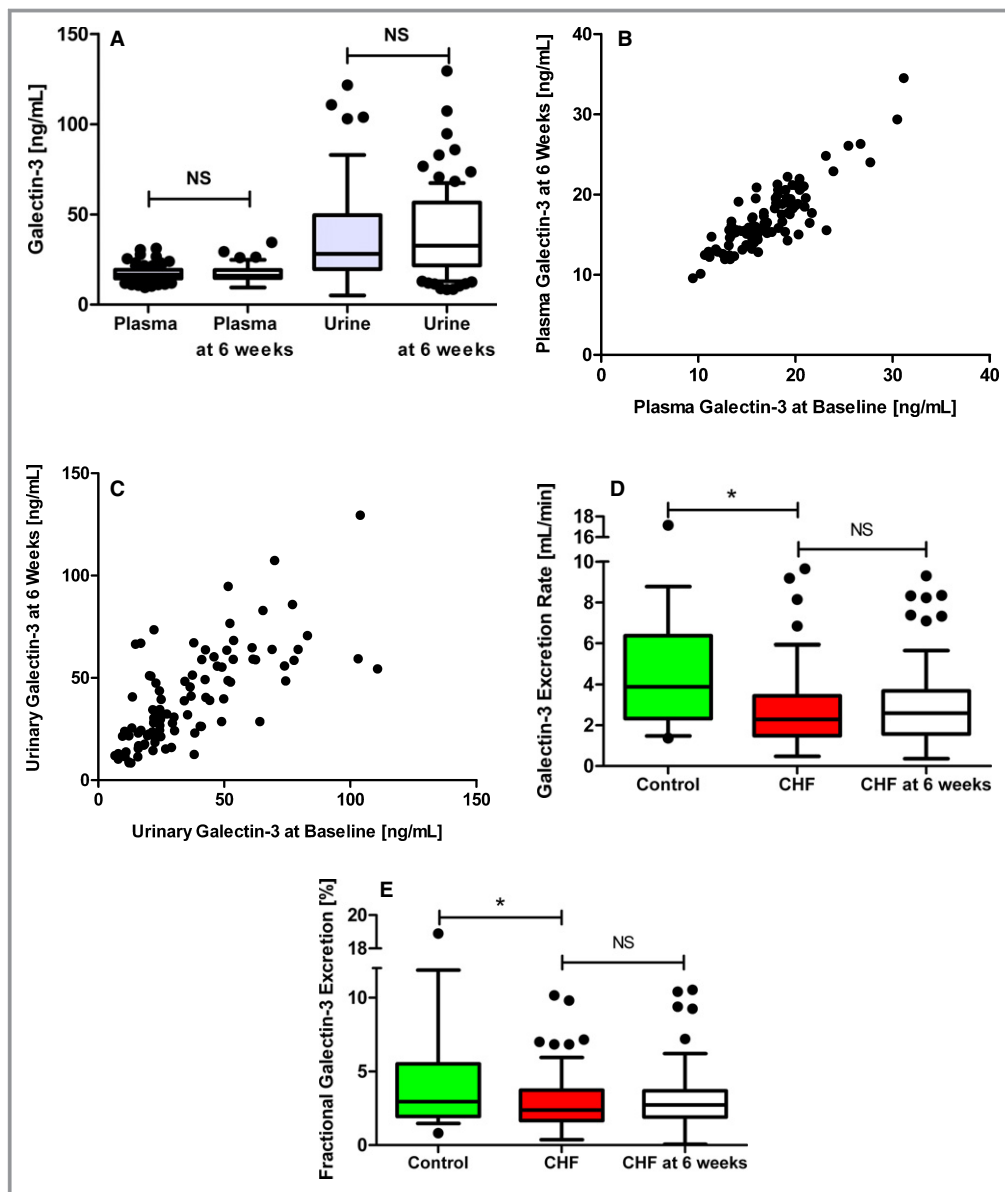 A
Galectin-3 [ng/mL]
150
100
50
0
NS
NS
Plasma
Plasma
at 6 weeks
Urine
Urine
at 6 weeks
B
Plasma Galectin-3 at 6 Weeks [ng/mL]
40
30
20
10
0
0
10
20
30
40
Plasma Galectin-3 at Baseline [ng/mL]
C
Urinary Galectin-3 at 6 Weeks [ng/mL]
150
100
50
0
0
50
100
150
Urinary Galectin-3 at Baseline [ng/mL]
D
Galectin-3 Excretion Rate [mL/min]
18
16
10
8
6
4
2
0
*
NS
Control
CHF
CHF at 6 weeks
E
Fractional Galectin-3 Excretion [%]
20
18
10
5
0
*
NS
Control
CHF
CHF at 6 weeks